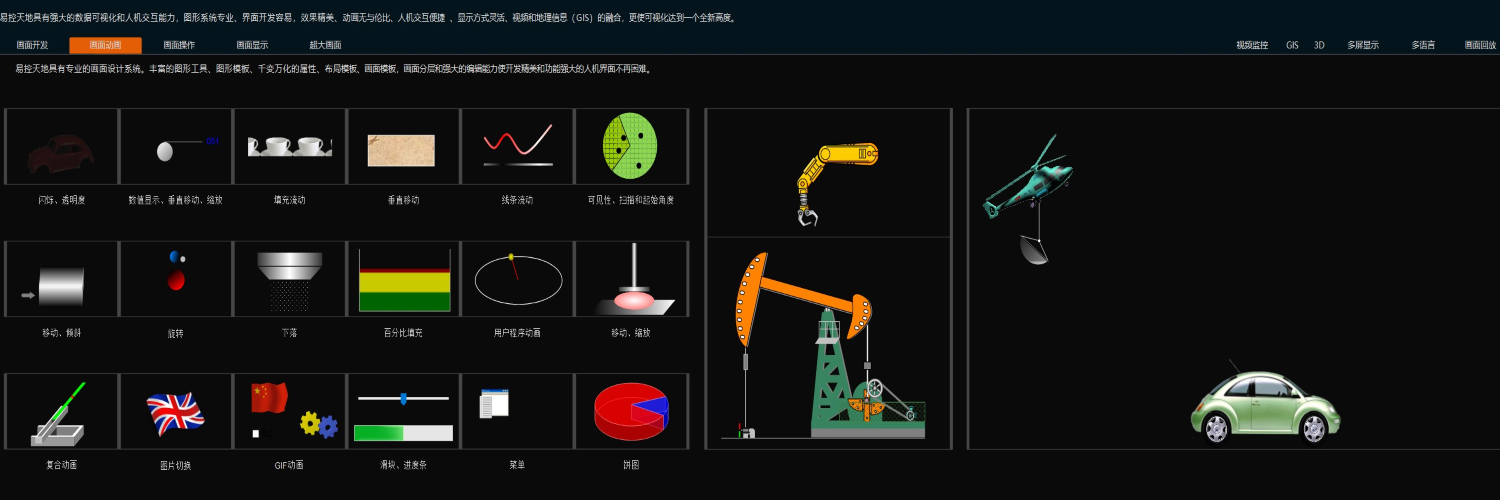 易控天地具有强大的数据可视化和人机交互能力，图形系统专业、界面开发容易，效果精美、动画无与伦比、人机交互便捷 、显示方式灵活、视频和地理信息（GIS）的融合，更使可视化达到一个全新高度。
画面开发 画面动画 画面操作 画面显示 超大画面 视频监控 GIS 3D 多屏显示 多语言 画面回放
易控天地具有专业的画面设计系统。丰富的图形工具、图形模板、千变万化的属性、布局模板、画面模板，画面分层和强大的编辑能力使开发精美和功能强大的人机界面不再困难。
闪烁、透明度 数值显示、垂直移动、缩放 填充流动 垂直移动 线条流动 可见性、扫描和起始角度
移动、倾斜 旋转 下落 百分比填充 用户程序动画 移动、缩放
复合动画 图片切换 GIF动画 滑块、进度条 菜单 饼图